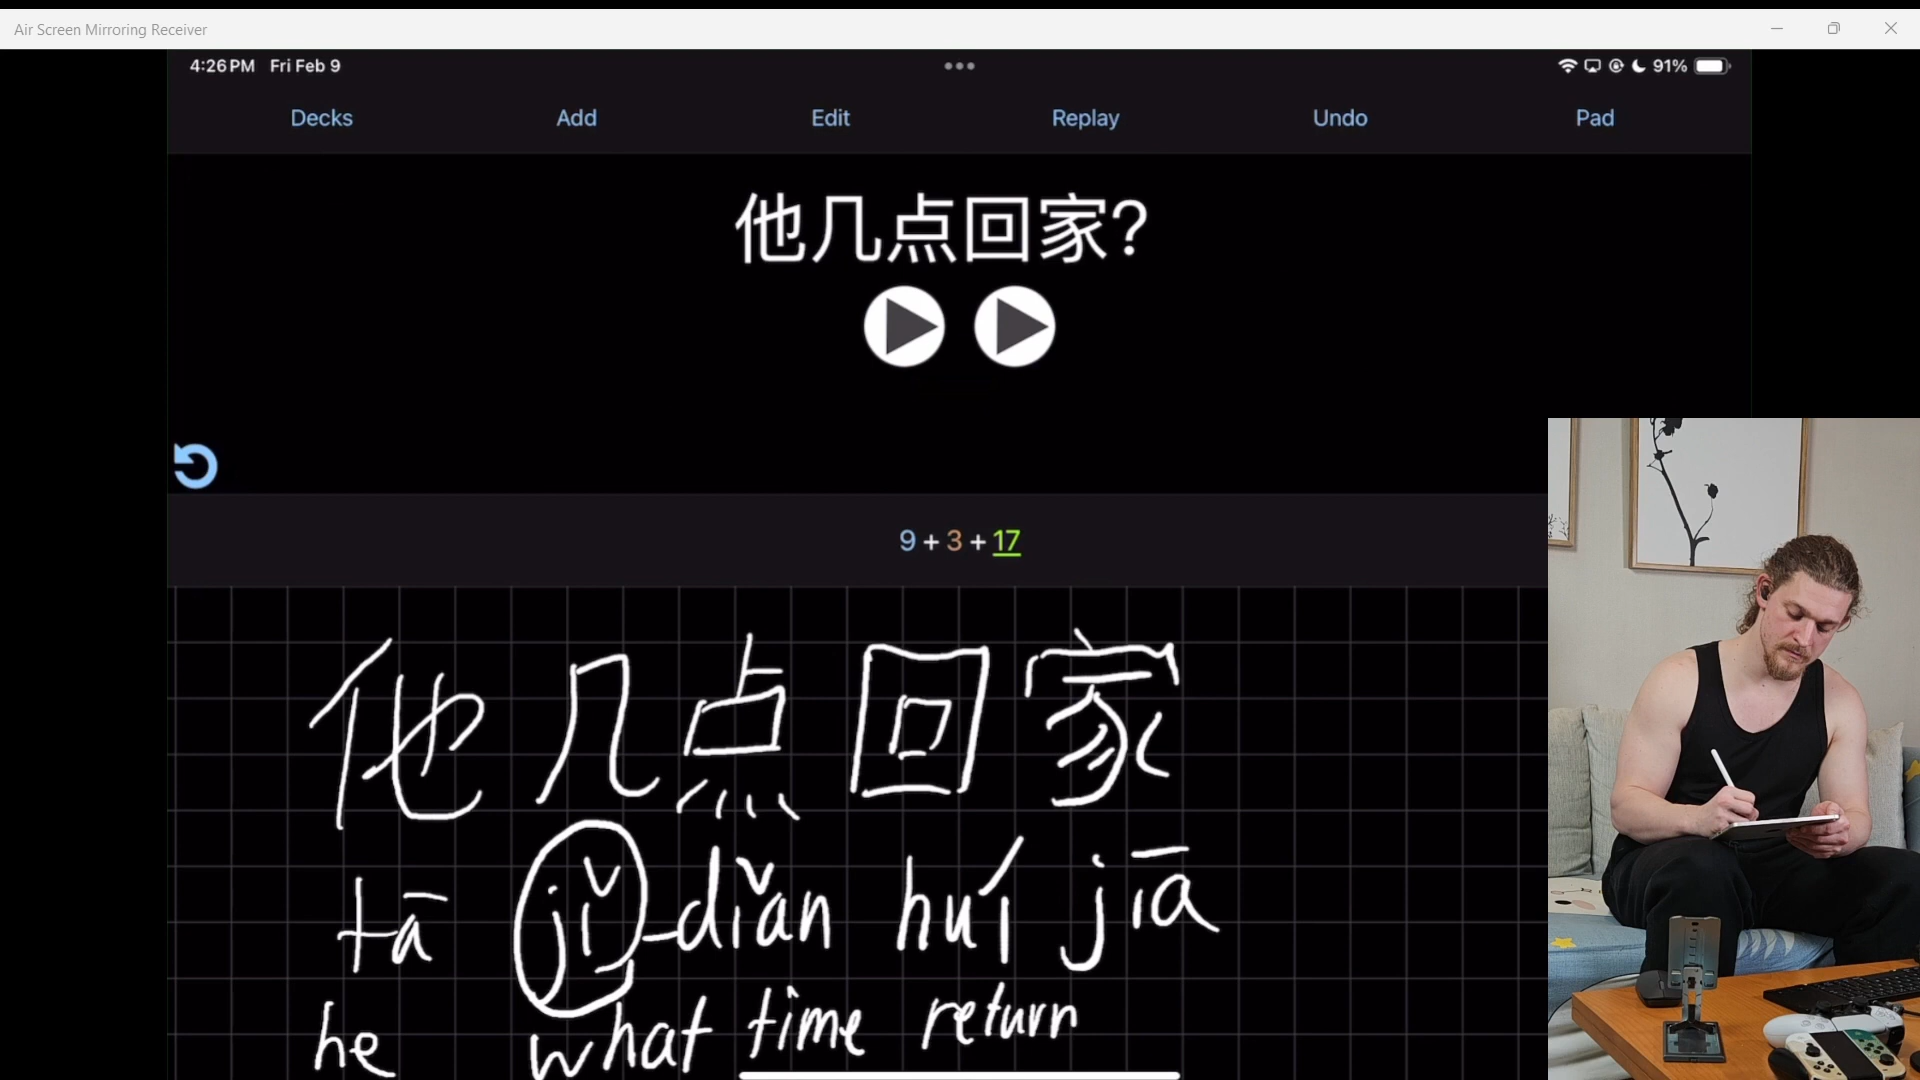 Air Screen Mirroring Receiver
4:26 PM Fri Feb 9
91%
Decks Add Edit Replay Undo Pad
他几点回家?
9 + 3 + 17
他几点回家
tā jǐ-diǎn huí jiā
he what time return